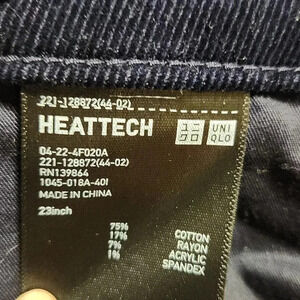 221-128872(44-02)
HEATTECH
ユニ
クロ
UNI
QLO
04-22-4F020A
221-128872(44-02)
RN139864
1045-018A-40I
MADE IN CHINA
23inch
75%
17%
7%
1%
COTTON
RAYON
ACRYLIC
SPANDEX